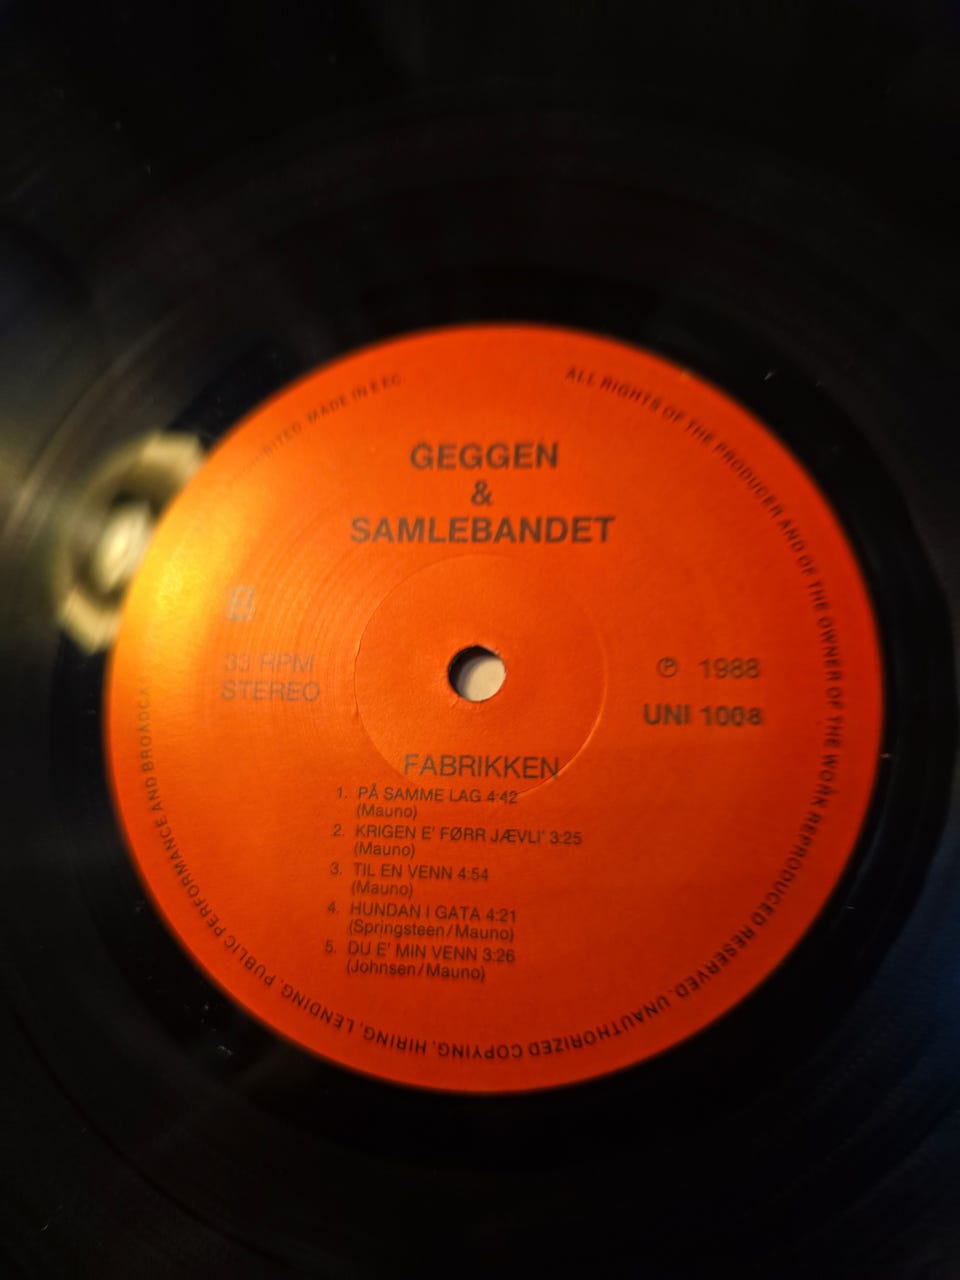 GEGGEN
&
SAMLEBANDET
B
33 RPM
STEREO
℗ 1988
UNI 1008
FABRIKKEN
1. PÅ SAMME LAG 4:42
(Mauno)
2. KRIGEN E' FØRR JÆVLI' 3:25
(Mauno)
3. TIL EN VENN 4:54
(Mauno)
4. HUNDAN I GATA 4:21
(Springsteen/Mauno)
5. DU E' MIN VENN 3:26
(Johnsen/Mauno)
ALL RIGHTS OF THE PRODUCER AND OF THE OWNER OF THE WORK REPRODUCED RESERVED. UNAUTHORIZED COPYING, HIRING, LENDING, PUBLIC PERFORMANCE AND MADE IN EEC